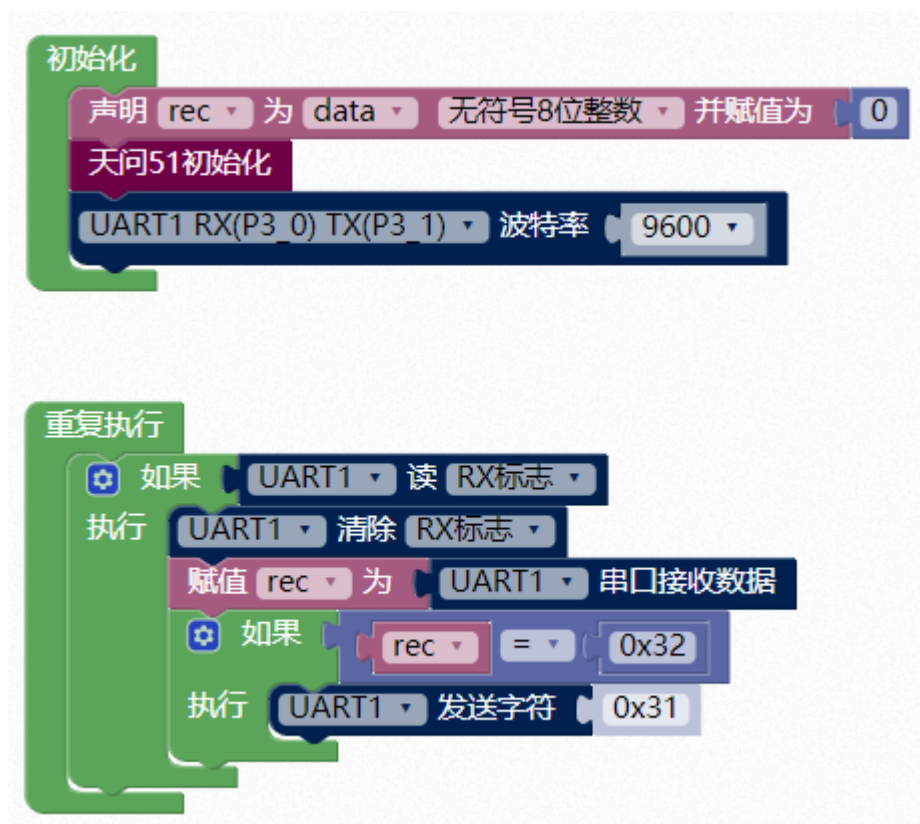 初始化
声明 rec 为 data 无符号8位整数 并赋值为 0
天问51初始化
UART1 RX(P3_0) TX(P3_1) 波特率 9600
重复执行
如果 UART1 读 RX标志
执行 UART1 清除 RX标志
赋值 rec 为 UART1 串口接收数据
如果 rec = 0x32
执行 UART1 发送字符 0x31